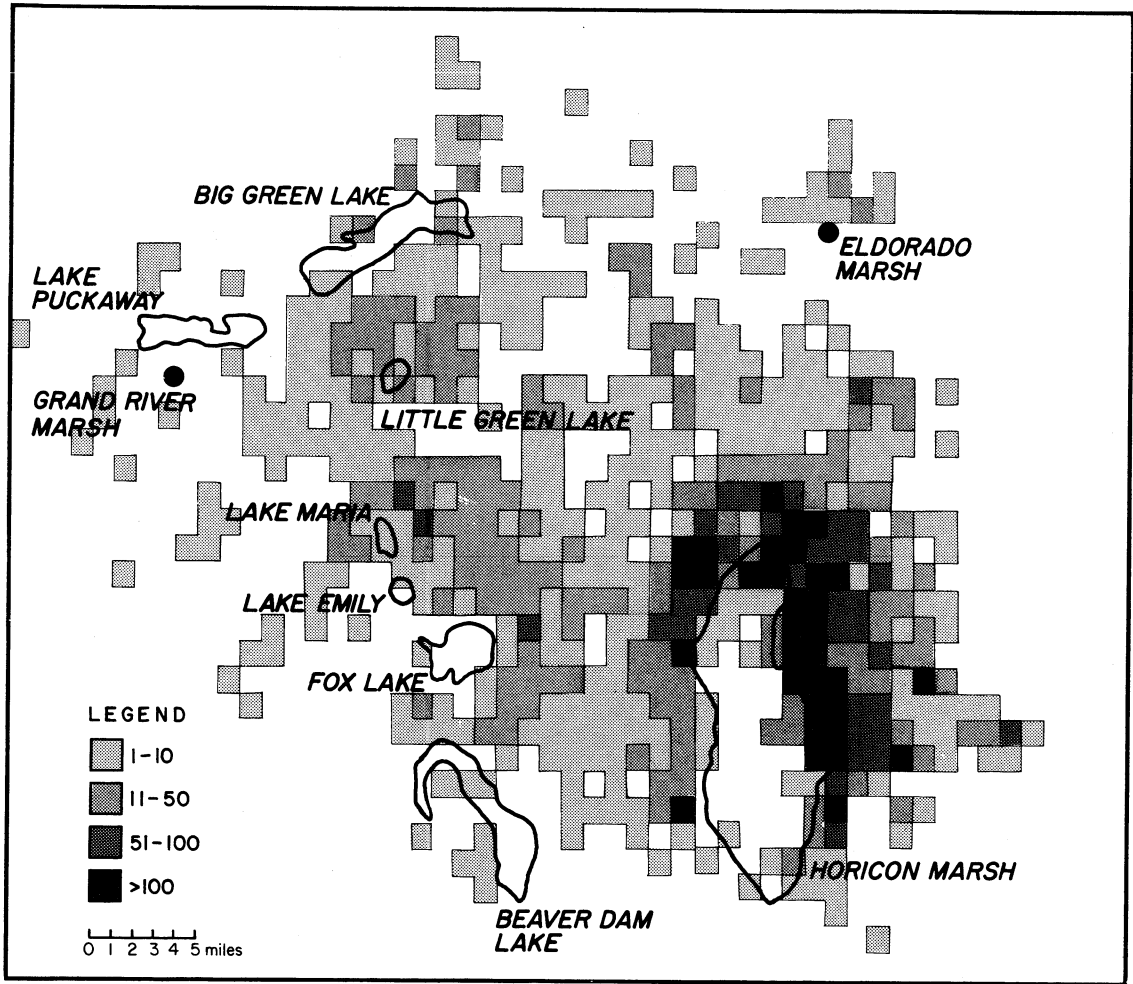 BIG GREEN LAKE
ELDORADO
MARSH
LAKE
PUCKAWAY
GRAND RIVER
MARSH
LITTLE GREEN LAKE
LAKE MARIA
LAKE EMILY
FOX LAKE
LEGEND
1-10
11-50
51-100
>100
0 1 2 3 4 5 miles
HORICON MARSH
BEAVER DAM
LAKE